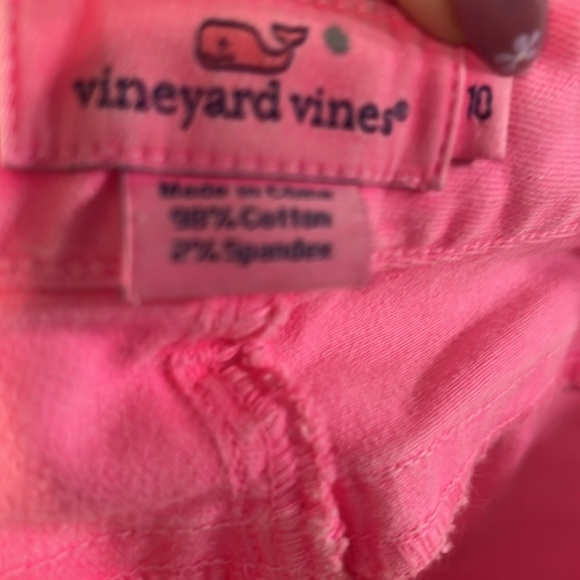 vineyard vines®
10
Made in China
98% Cotton
2% Spandex